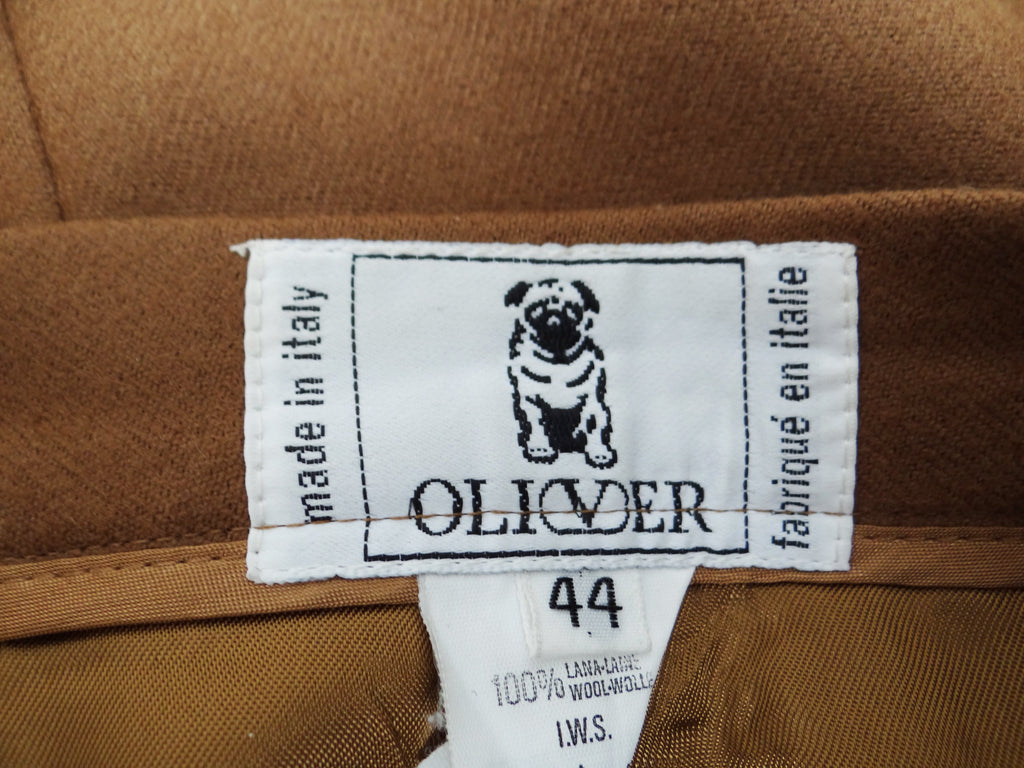 made in italy
OLIVER
fabriqué en italie
44
100% LANA-LAINE
WOOL-WOLLE
I.W.S.